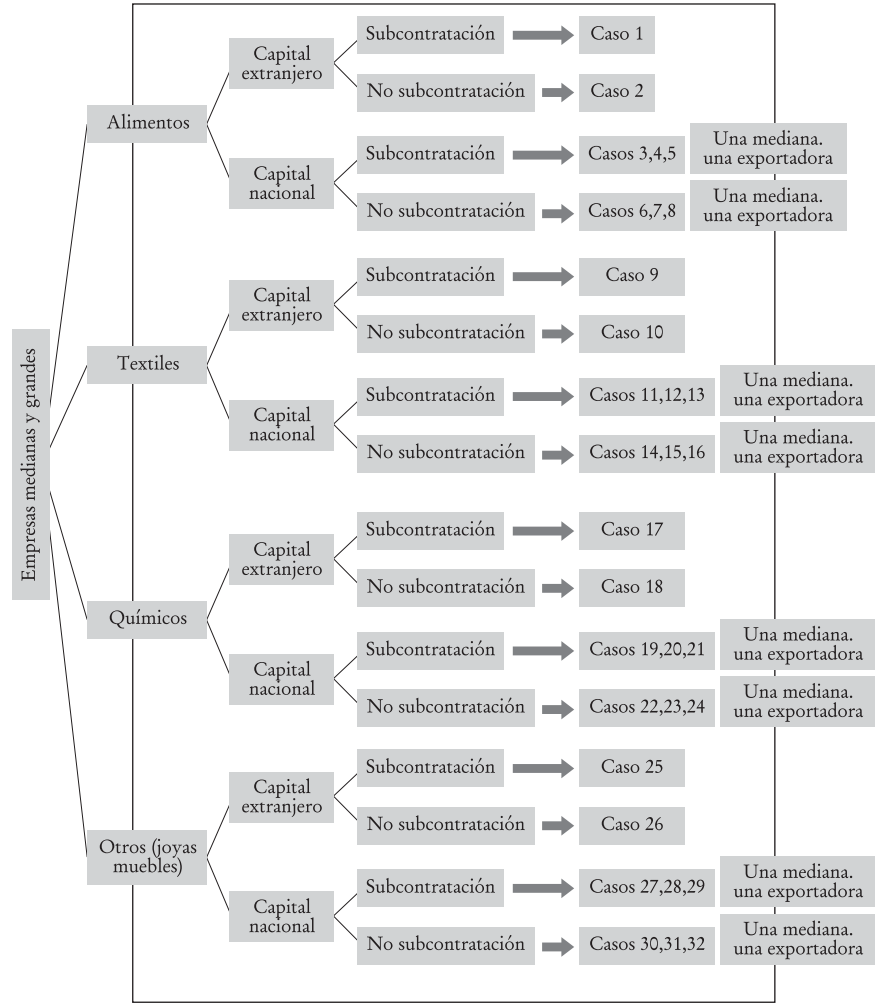 Empresas medianas y grandes
Alimentos
Capital
extranjero
Subcontratación
Caso 1
No subcontratación
Caso 2
Capital
nacional
Subcontratación
Casos 3,4,5
Una mediana.
una exportadora
No subcontratación
Casos 6,7,8
Una mediana.
una exportadora
Textiles
Capital
extranjero
Subcontratación
Caso 9
No subcontratación
Caso 10
Capital
nacional
Subcontratación
Casos 11,12,13
Una mediana.
una exportadora
No subcontratación
Casos 14,15,16
Una mediana.
una exportadora
Químicos
Capital
extranjero
Subcontratación
Caso 17
No subcontratación
Caso 18
Capital
nacional
Subcontratación
Casos 19,20,21
Una mediana.
una exportadora
No subcontratación
Casos 22,23,24
Una mediana.
una exportadora
Otros (joyas
muebles)
Capital
extranjero
Subcontratación
Caso 25
No subcontratación
Caso 26
Capital
nacional
Subcontratación
Casos 27,28,29
Una mediana.
una exportadora
No subcontratación
Casos 30,31,32
Una mediana.
una exportadora